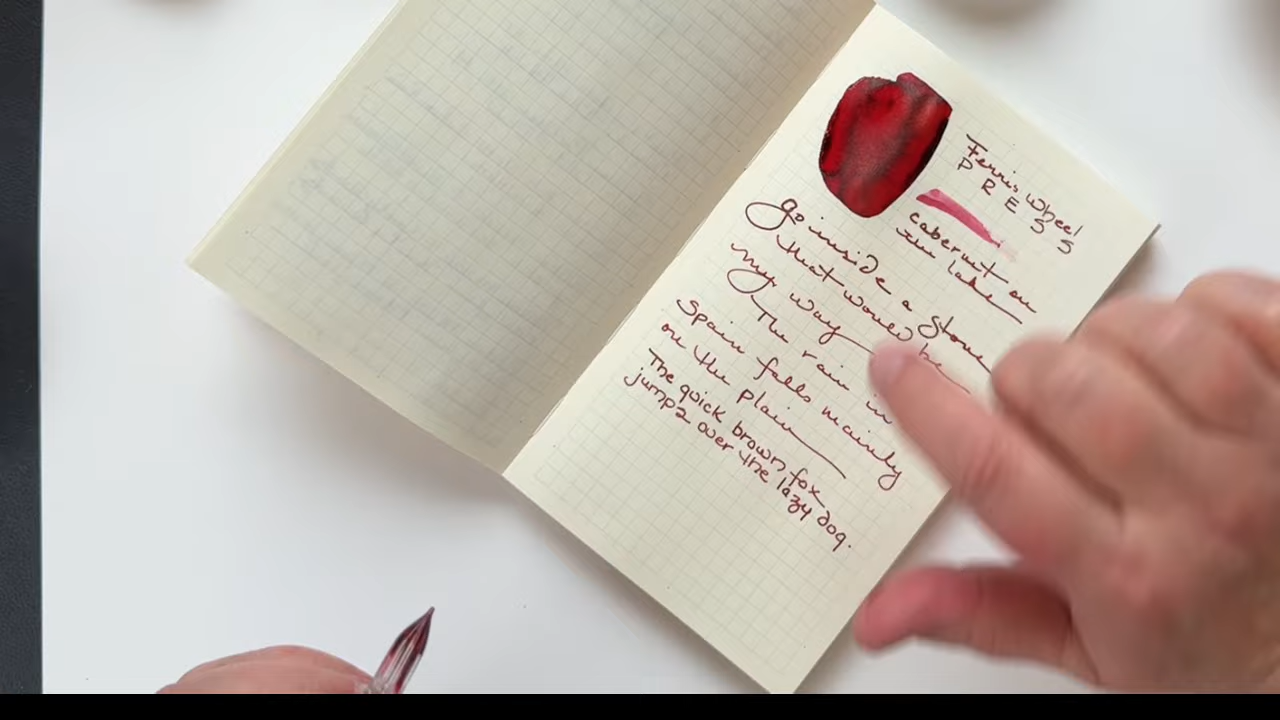 Ferris Wheel
PRESS
cabernet on
the lake
go inside a stone
that would be
my way
The rain in
Spain falls mainly
on the plain
The quick brown fox
jumps over the lazy dog.